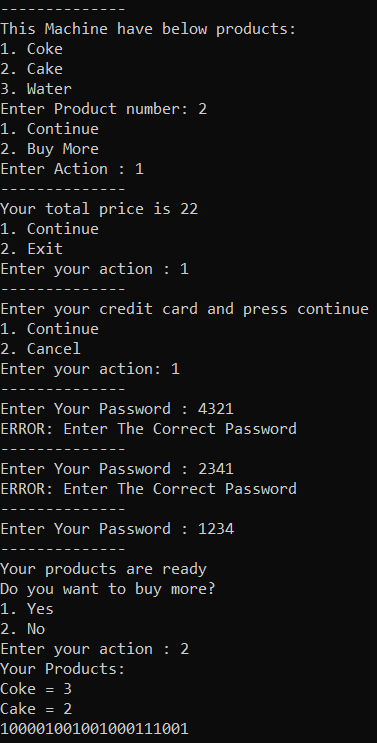 --------------
This Machine have below products:
1. Coke
2. Cake
3. Water
Enter Product number: 2
1. Continue
2. Buy More
Enter Action : 1
--------------
Your total price is 22
1. Continue
2. Exit
Enter your action : 1
--------------
Enter your credit card and press continue
1. Continue
2. Cancel
Enter your action: 1
--------------
Enter Your Password : 4321
ERROR: Enter The Correct Password
--------------
Enter Your Password : 2341
ERROR: Enter The Correct Password
--------------
Enter Your Password : 1234
--------------
Your products are ready
Do you want to buy more?
1. Yes
2. No
Enter your action : 2
Your Products:
Coke = 3
Cake = 2
100001001001000111001